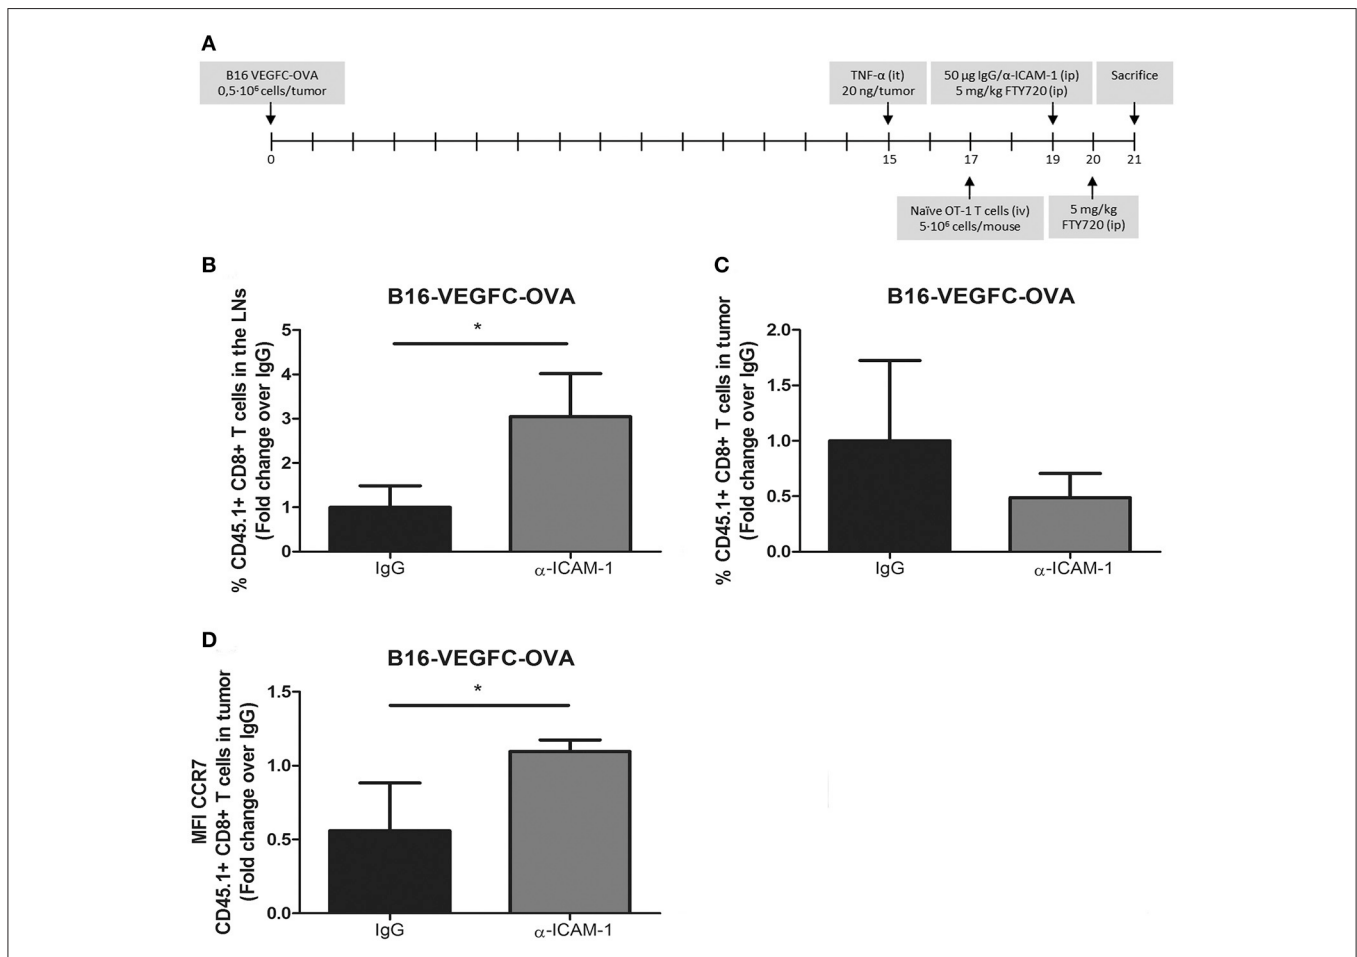 A
B16 VEGFC-OVA
0,5·10⁶ cells/tumor
TNF-α (it)
20 ng/tumor
50 µg IgG/α-ICAM-1 (ip)
5 mg/kg FTY720 (ip)
Sacrifice
0
15
17
19
20
21
Naïve OT-1 T cells (iv)
5·10⁶ cells/mouse
5 mg/kg
FTY720 (ip)
B
B16-VEGFC-OVA
% CD45.1+ CD8+ T cells in the LNs
(Fold change over IgG)
5
4
3
2
1
0
*
IgG
α-ICAM-1
C
B16-VEGFC-OVA
% CD45.1+ CD8+ T cells in tumor
(Fold change over IgG)
2.0
1.5
1.0
0.5
0.0
IgG
α-ICAM-1
D
B16-VEGFC-OVA
MFI CCR7
CD45.1+ CD8+ T cells in tumor
(Fold change over IgG)
1.5
1.0
0.5
0.0
*
IgG
α-ICAM-1